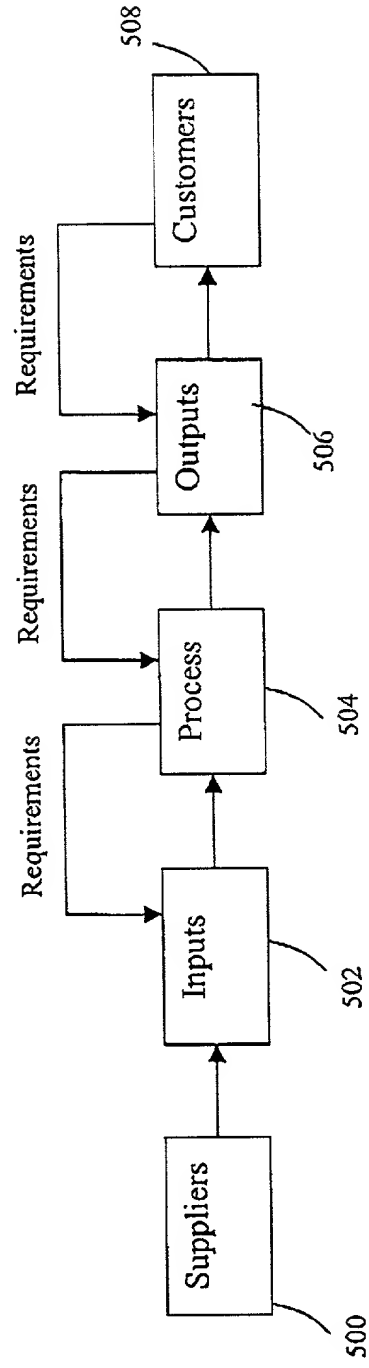 Requirements
Requirements
Requirements
Suppliers
Inputs
Process
Outputs
Customers
500
502
504
506
508